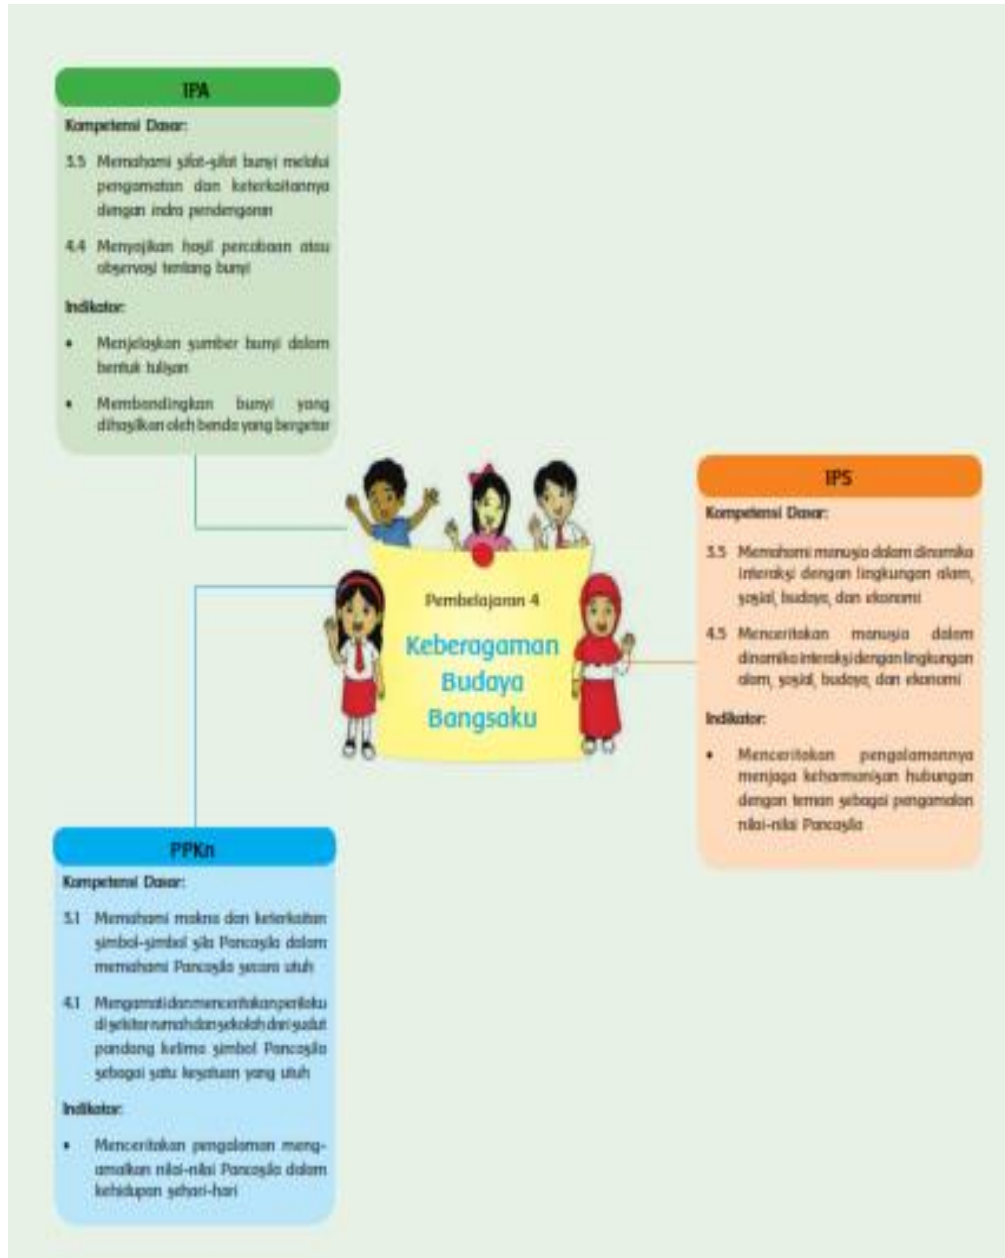 IPA
Kompetensi Dasar:
3.5 Memahami sifat-sifat bunyi melalui
pengamatan dan keterkaitannya
dengan indra pendengaran
4.4 Menyajikan hasil percobaan atau
observasi tentang bunyi
Indikator:
• Menjelaskan sumber bunyi dalam
bentuk tulisan
• Membandingkan bunyi yang
dihasilkan oleh benda yang bergetar
Pembelajaran 4
Keberagaman
Budaya
Bangsaku
IPS
Kompetensi Dasar:
3.5 Memahami manusia dalam dinamika
interaksi dengan lingkungan alam,
sosial, budaya, dan ekonomi
4.5 Menceritakan manusia dalam
dinamika interaksi dengan lingkungan
alam, sosial, budaya, dan ekonomi
Indikator:
• Menceritakan pengalamannya
menjaga keharmonisan hubungan
dengan teman sebagai pengamalan
nilai-nilai Pancasila
PPKn
Kompetensi Dasar:
3.1 Memahami makna dan keterkaitan
simbol-simbol sila Pancasila dalam
memahami Pancasila secara utuh
4.1 Mengamati dan menceritakan perilaku
di sekitar rumah dan sekolah dari sudut
pandang kelima simbol Pancasila
sebagai satu kesatuan yang utuh
Indikator:
• Menceritakan pengalaman meng-
amalkan nilai-nilai Pancasila dalam
kehidupan sehari-hari